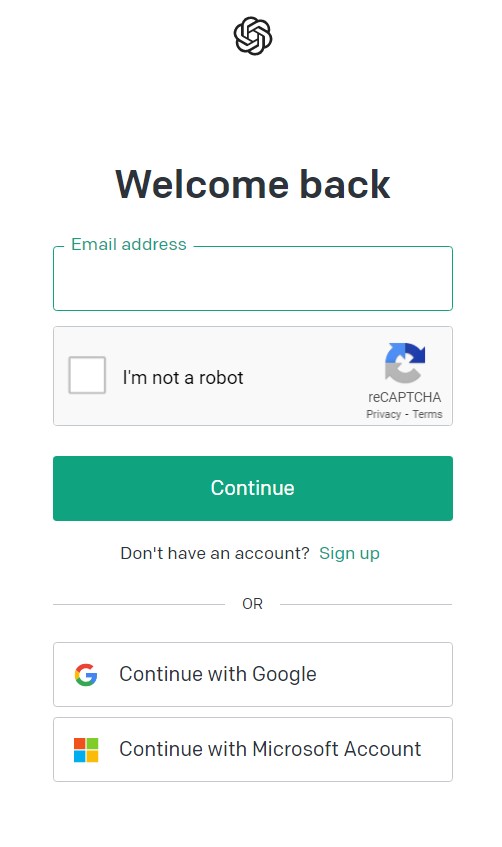 Welcome back
Email address
I'm not a robot
reCAPTCHA
Privacy - Terms
Continue
Don't have an account? Sign up
OR
Continue with Google
Continue with Microsoft Account